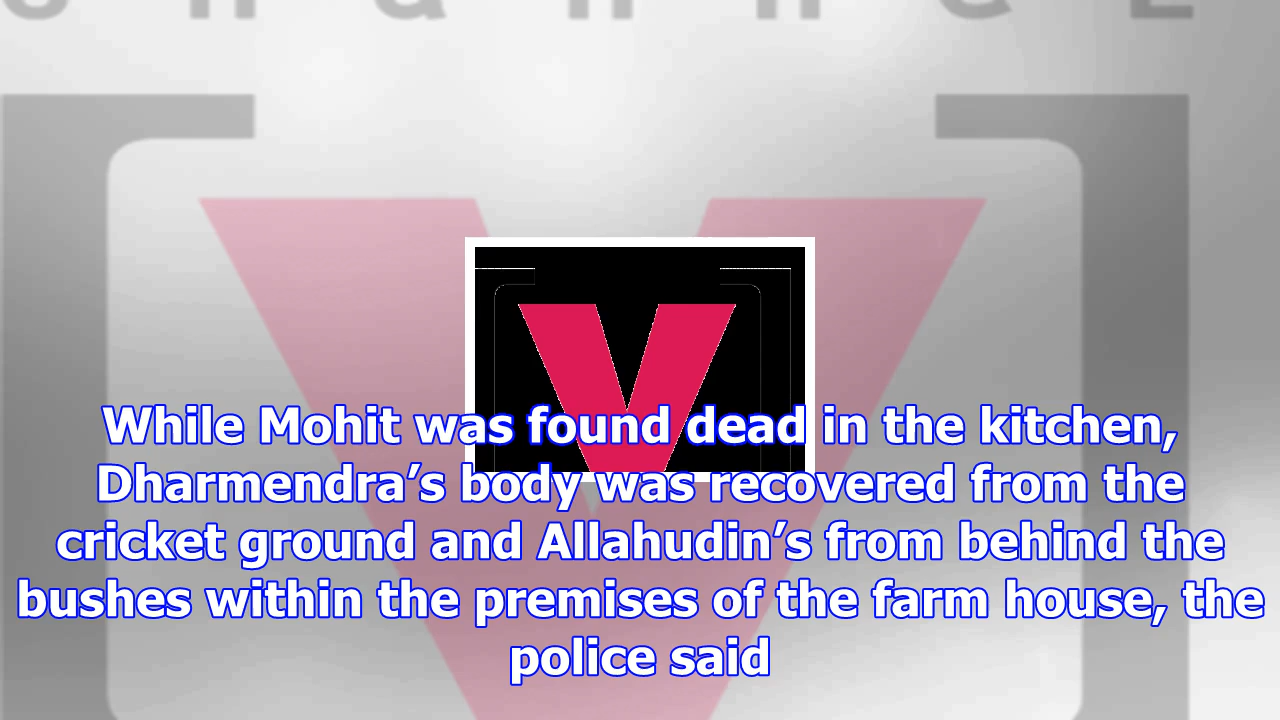 V
V
While Mohit was found dead in the kitchen,
Dharmendra’s body was recovered from the
cricket ground and Allahudin’s from behind the
bushes within the premises of the farm house, the
police said